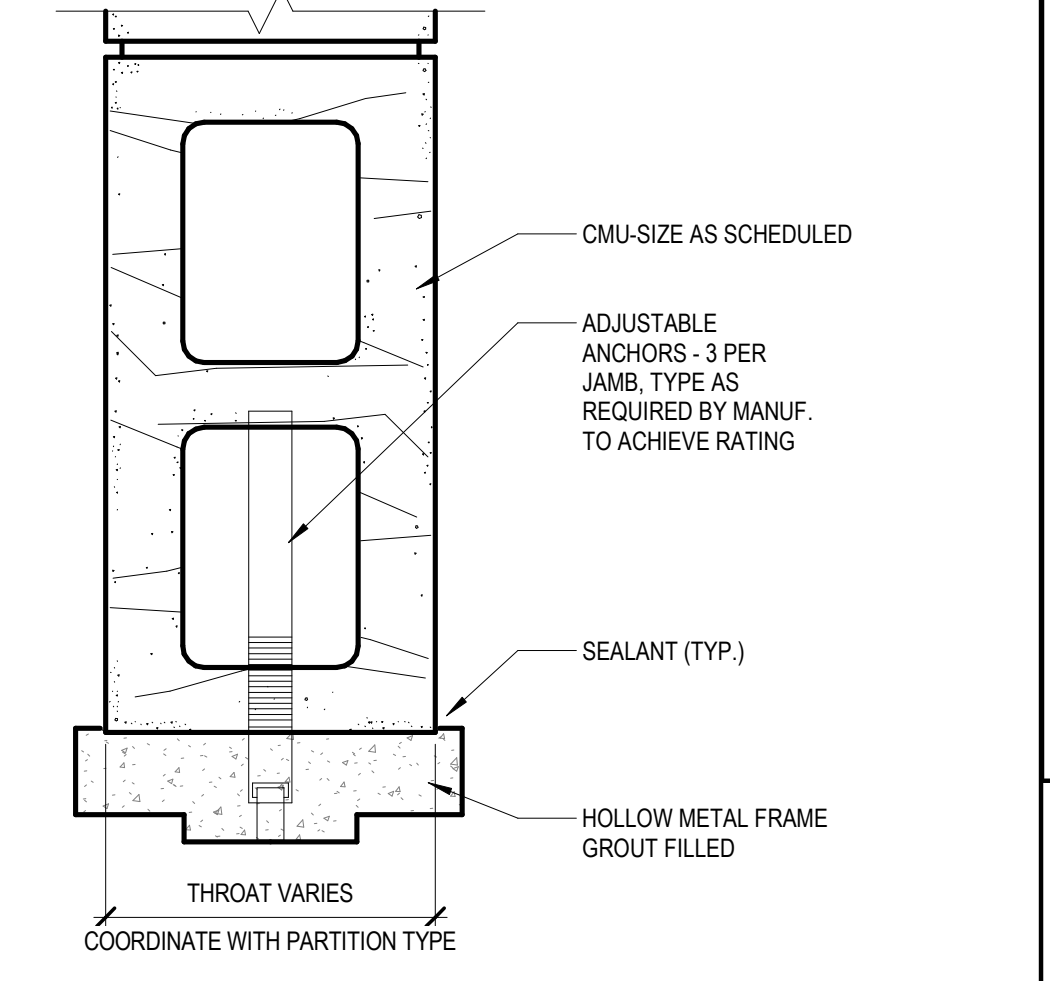 CMU-SIZE AS SCHEDULED
ADJUSTABLE
ANCHORS - 3 PER
JAMB, TYPE AS
REQUIRED BY MANUF.
TO ACHIEVE RATING
SEALANT (TYP.)
HOLLOW METAL FRAME
GROUT FILLED
THROAT VARIES
COORDINATE WITH PARTITION TYPE